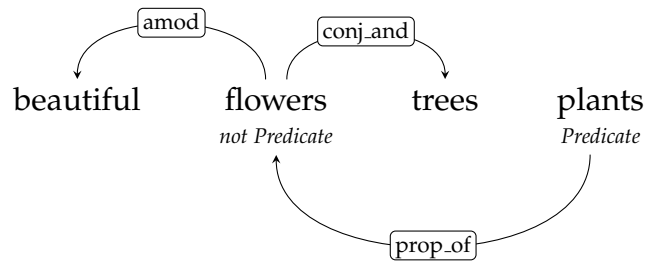 amod
conj_and
beautiful flowers trees plants
not Predicate Predicate
prop_of